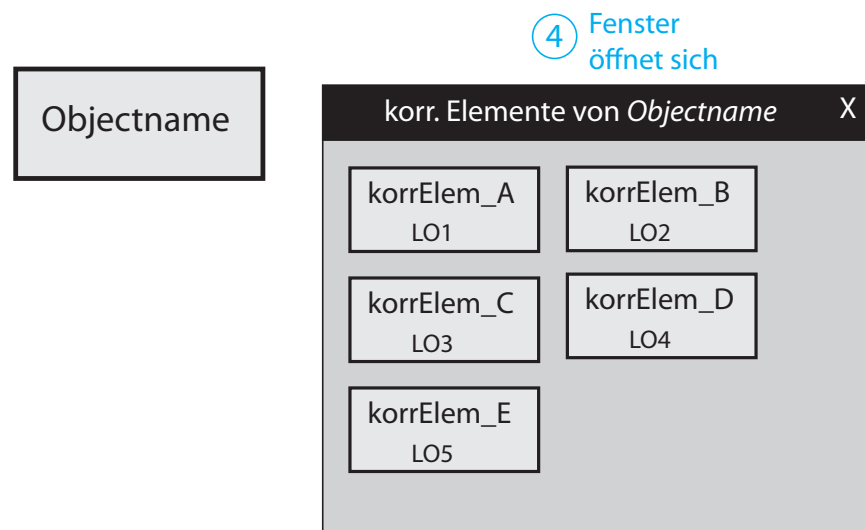 4 Fenster
öffnet sich
Objectname
korr. Elemente von Objectname X
korrElem_A
LO1
korrElem_B
LO2
korrElem_C
LO3
korrElem_D
LO4
korrElem_E
LO5